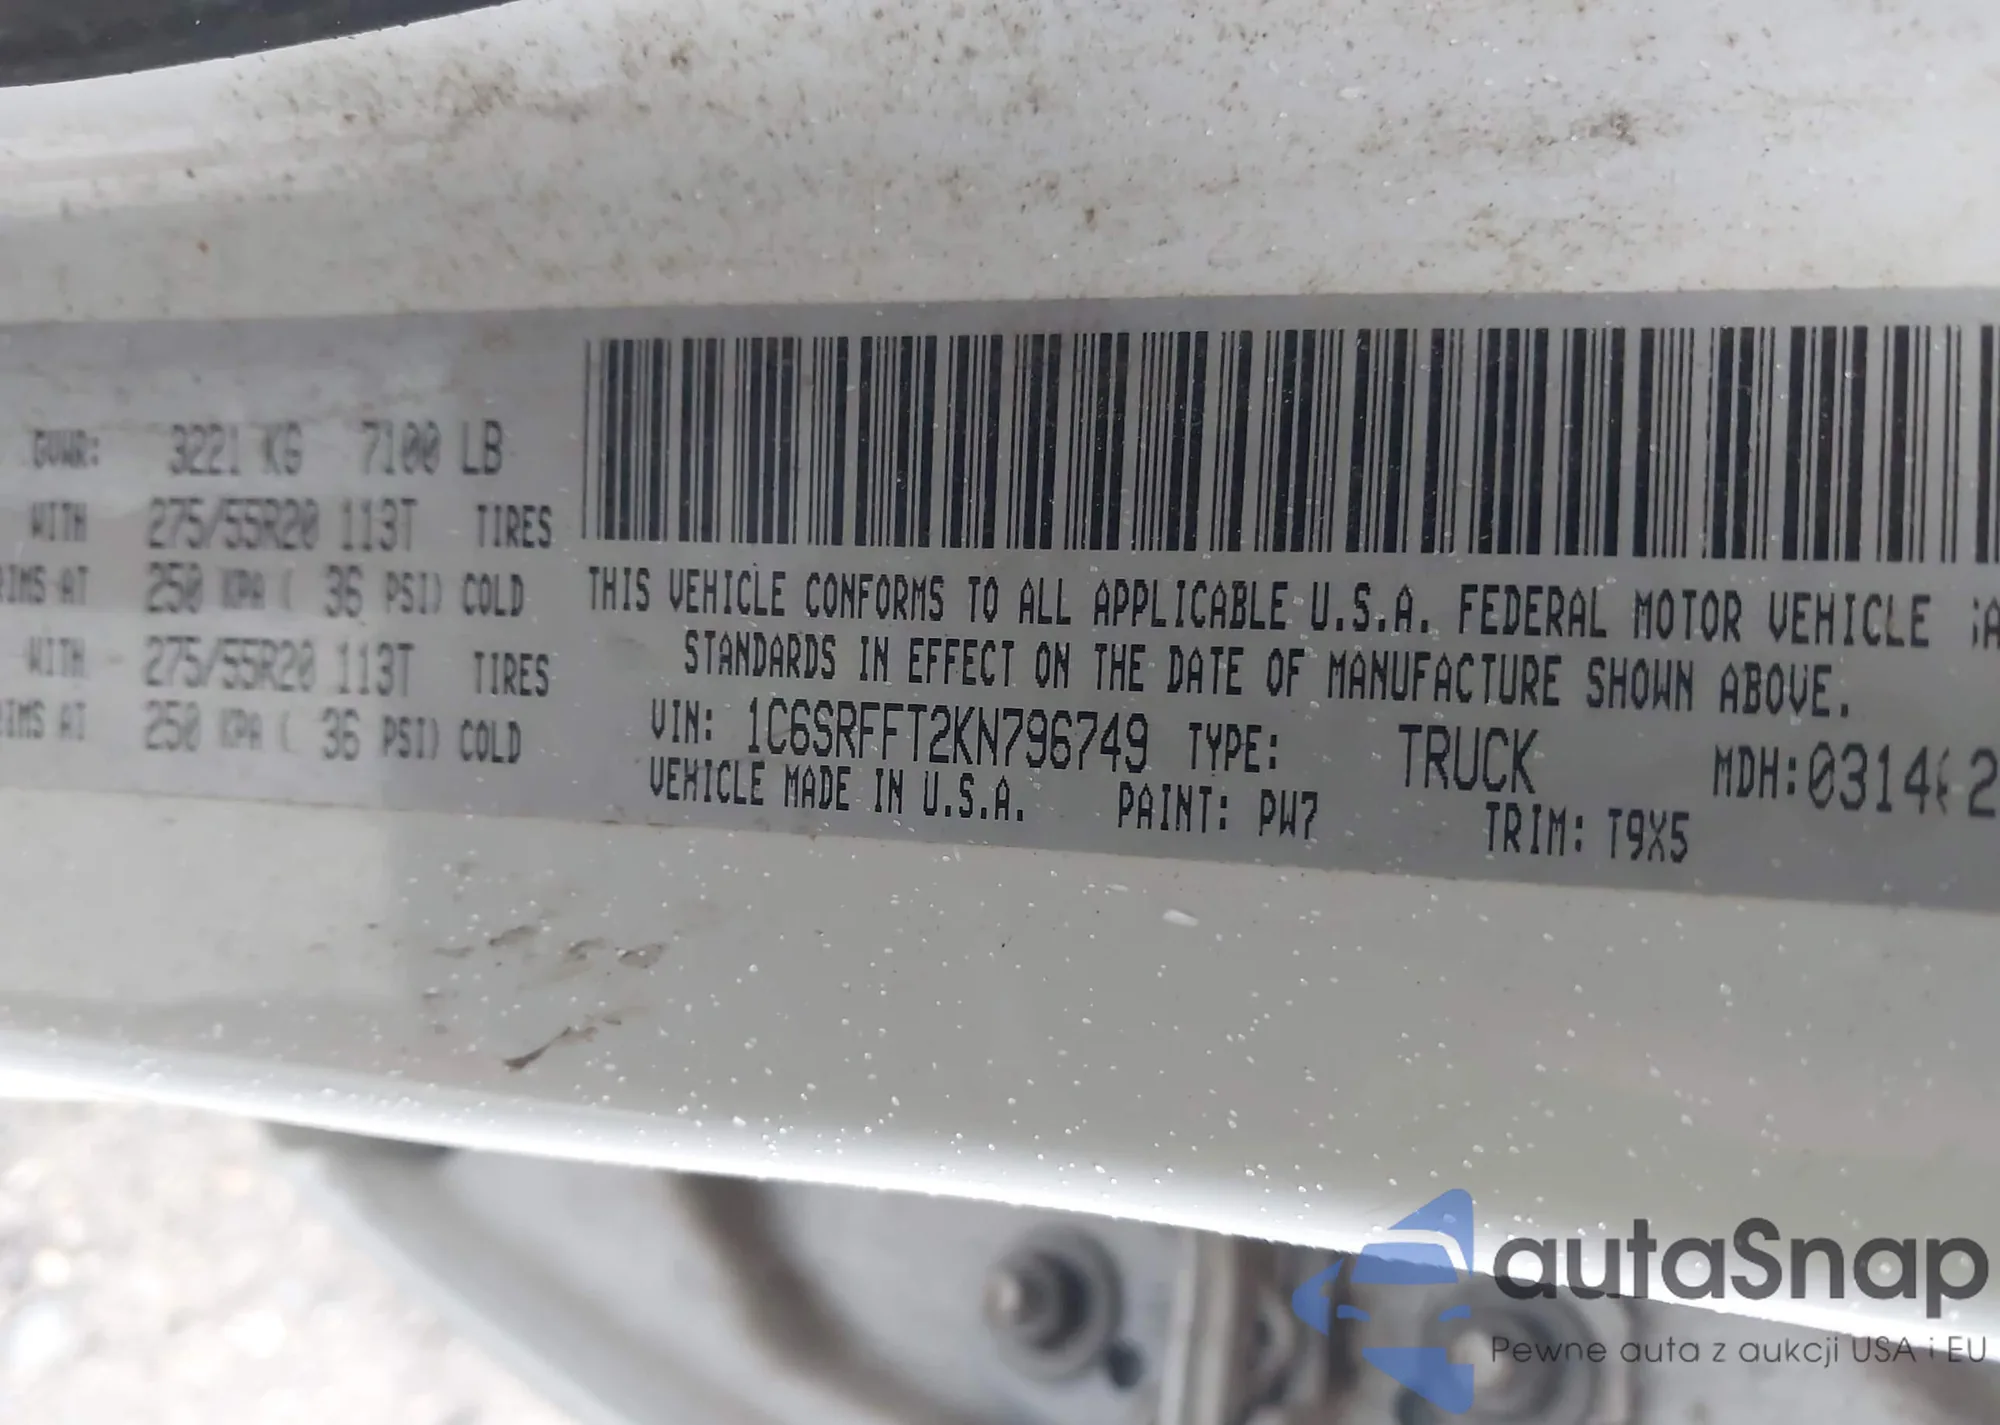 GVWR: 3221 KG 7100 LB
WITH 275/55R20 113T TIRES
RIMS AT 250 KPA ( 36 PSI) COLD
WITH 275/55R20 113T TIRES
RIMS AT 250 KPA ( 36 PSI) COLD
THIS VEHICLE CONFORMS TO ALL APPLICABLE U.S.A. FEDERAL MOTOR VEHICLE SA
STANDARDS IN EFFECT ON THE DATE OF MANUFACTURE SHOWN ABOVE.
VIN: 1C6SRFFT2KN796749 TYPE: TRUCK MDH:
VEHICLE MADE IN U.S.A. PAINT: PW7 TRIM: T9X5
autaSnap
Pewne auta z aukcji USA i EU